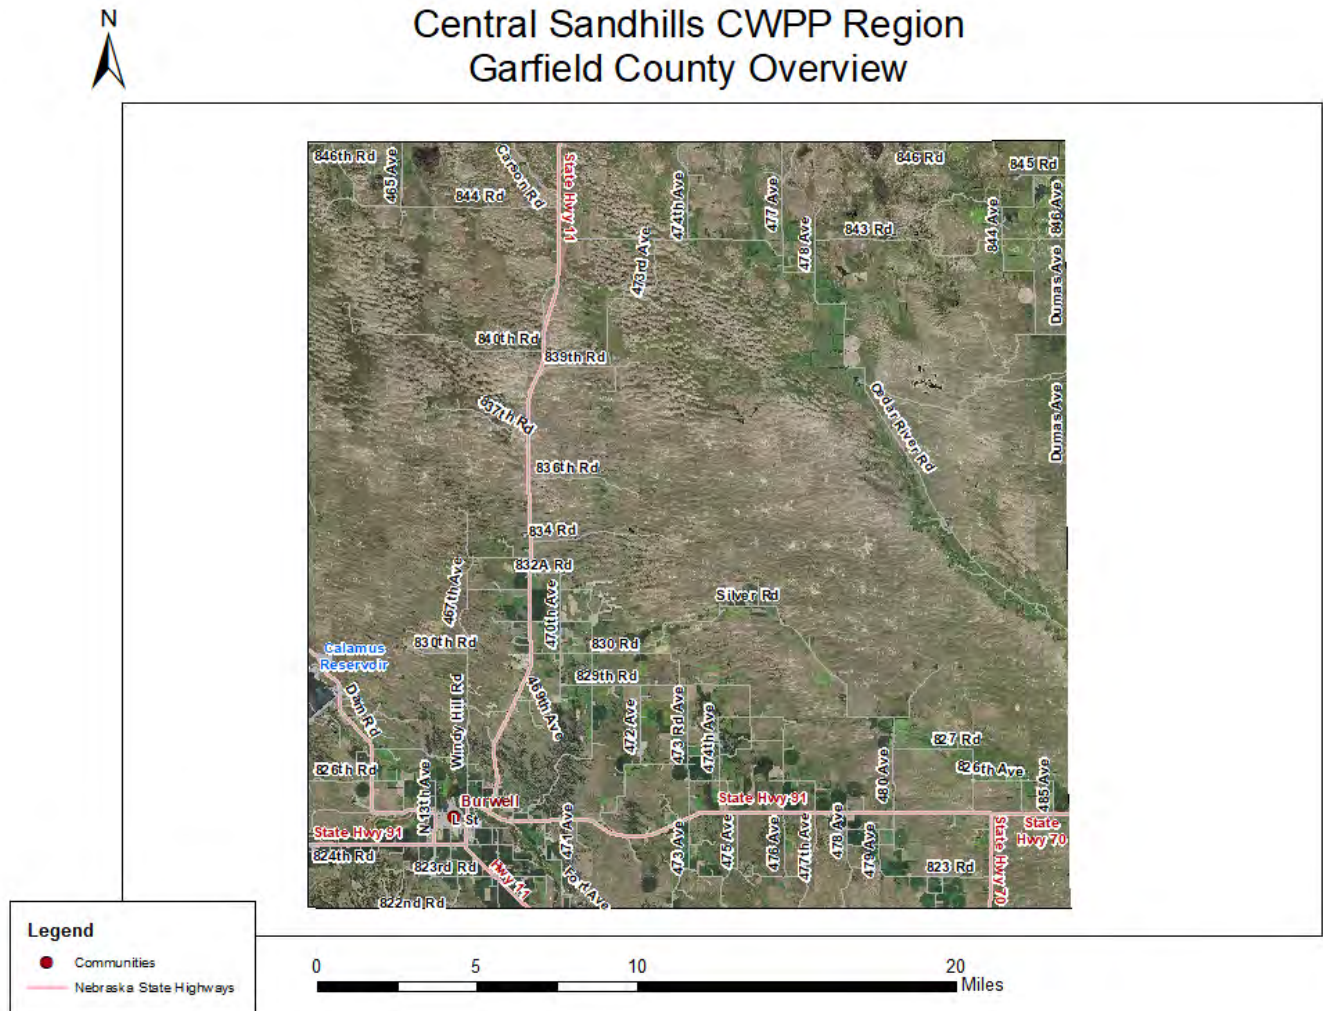 N
Central Sandhills CWPP Region
Garfield County Overview
846th Rd
465 Ave
Carson Rd
State Hwy 11
474th Ave
477 Ave
846 Rd
845 Rd
844 Rd
846 Ave
844 Ave
478 Ave
843 Rd
473rd Ave
Dumas Ave
840th Rd
839th Rd
837th Rd
Cedar River Rd
Dumas Ave
836th Rd
834 Rd
832A Rd
467th Ave
470th Ave
Silver Rd
830th Rd
830 Rd
Calamus
Reservoir
829th Rd
Dam Rd
Windy Hill Rd
469th Ave
472 Ave
473 Rd Ave
474th Ave
827 Rd
826th Rd
826th Ave
480 Ave
485 Ave
N 13th Ave
Burwell
L St
State Hwy 91
State Hwy 91
State
Hwy 70
State Hwy 70
824th Rd
823rd Rd
Hwy 11
471 Ave
Fort Ave
473 Ave
475 Ave
476 Ave
477th Ave
478 Ave
479 Ave
823 Rd
822nd Rd
Legend
Communities
Nebraska State Highways
0 5 10 20
Miles